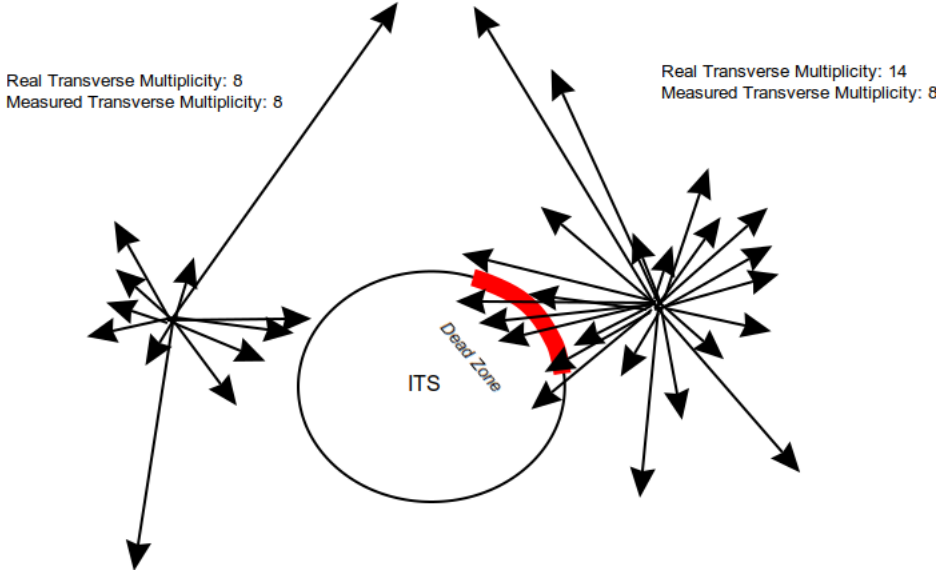 Real Transverse Multiplicity: 8
Measured Transverse Multiplicity: 8
Real Transverse Multiplicity: 14
Measured Transverse Multiplicity: 8
Dead Zone
ITS